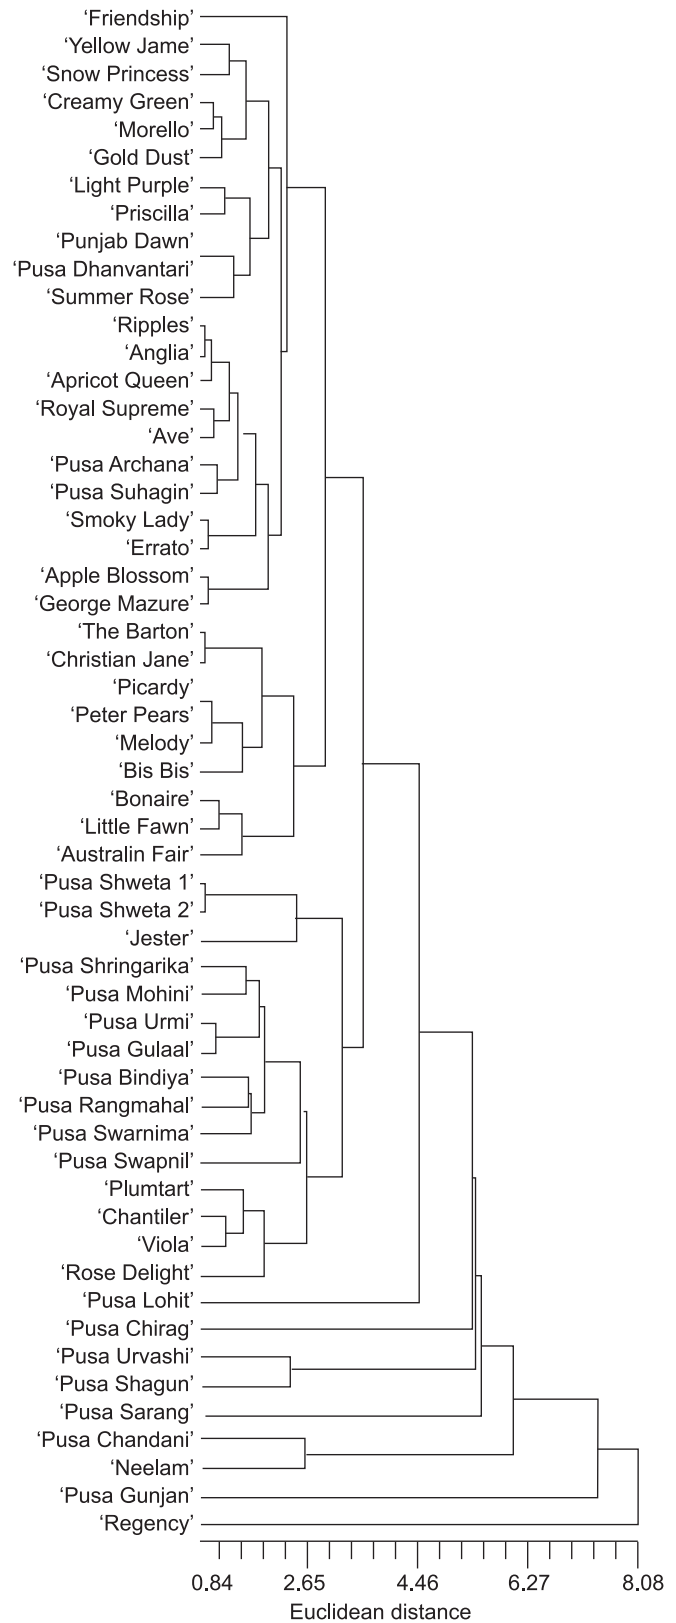 ‘Friendship’
‘Yellow Jame’
‘Snow Princess’
‘Creamy Green’
‘Morello’
‘Gold Dust’
‘Light Purple’
‘Priscilla’
‘Punjab Dawn’
‘Pusa Dhanvantari’
‘Summer Rose’
‘Ripples’
‘Anglia’
‘Apricot Queen’
‘Royal Supreme’
‘Ave’
‘Pusa Archana’
‘Pusa Suhagin’
‘Smoky Lady’
‘Errato’
‘Apple Blossom’
‘George Mazure’
‘The Barton’
‘Christian Jane’
‘Picardy’
‘Peter Pears’
‘Melody’
‘Bis Bis’
‘Bonaire’
‘Little Fawn’
‘Australin Fair’
‘Pusa Shweta 1’
‘Pusa Shweta 2’
‘Jester’
‘Pusa Shringarika’
‘Pusa Mohini’
‘Pusa Urmi’
‘Pusa Gulaal’
‘Pusa Bindiya’
‘Pusa Rangmahal’
‘Pusa Swarnima’
‘Pusa Swapnil’
‘Plumtart’
‘Chantiler’
‘Viola’
‘Rose Delight’
‘Pusa Lohit’
‘Pusa Chirag’
‘Pusa Urvashi’
‘Pusa Shagun’
‘Pusa Sarang’
‘Pusa Chandani’
‘Neelam’
‘Pusa Gunjan’
‘Regency’
0.84 2.65 4.46 6.27 8.08
Euclidean distance